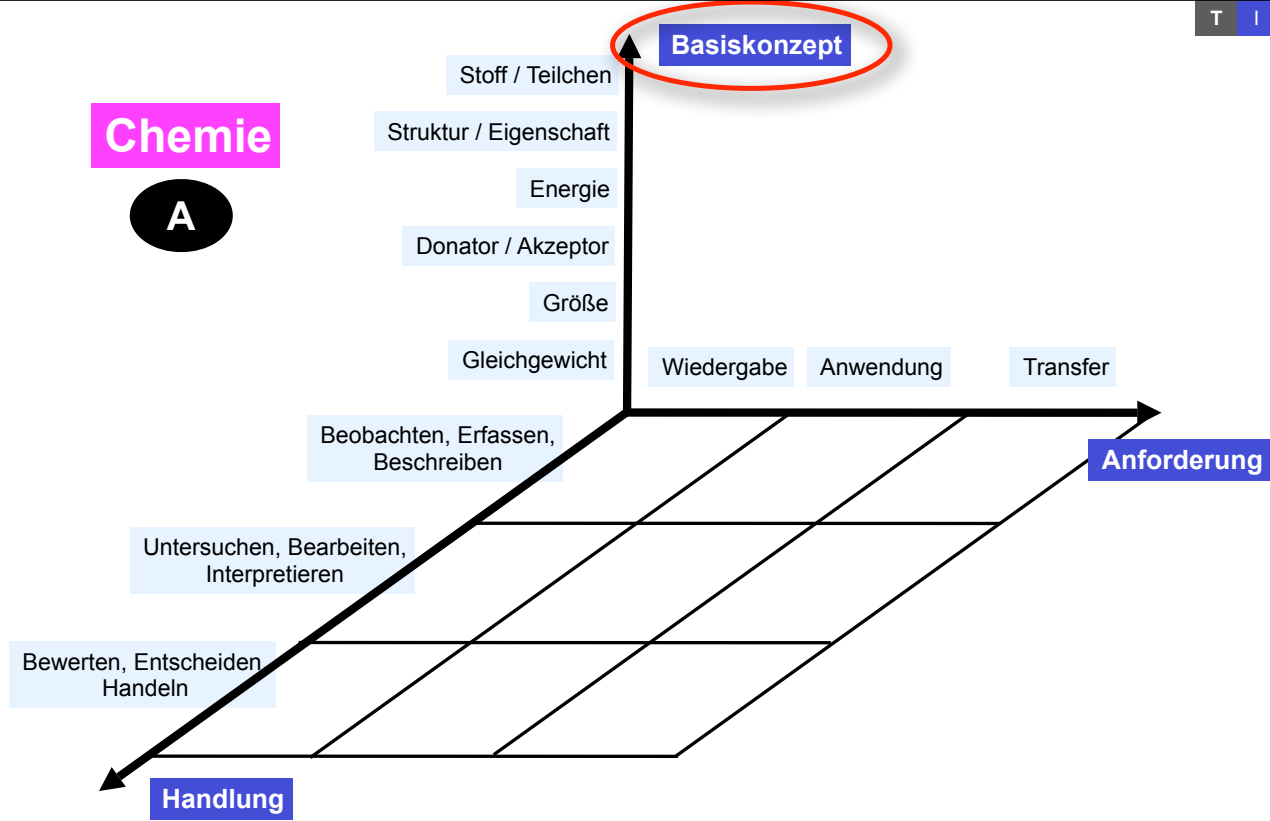 T I
Basiskonzept
Stoff / Teilchen
Chemie
Struktur / Eigenschaft
Energie
A
Donator / Akzeptor
Größe
Gleichgewicht
Wiedergabe
Anwendung
Transfer
Beobachten, Erfassen,
Beschreiben
Anforderung
Untersuchen, Bearbeiten,
Interpretieren
Bewerten, Entscheiden
Handeln
Handlung